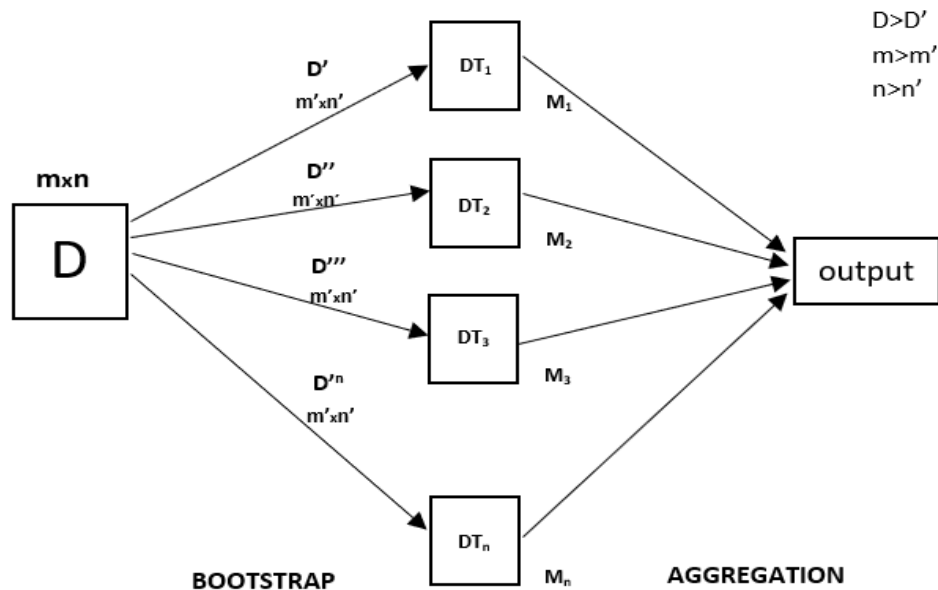 D>D’
m>m’
n>n’
D'
m'xn'
DT₁
M₁
mxn
D
D''
m'xn'
DT₂
M₂
D'''
m'xn'
DT₃
M₃
output
D'ⁿ
m'xn'
DTₙ
Mₙ
BOOTSTRAP
AGGREGATION